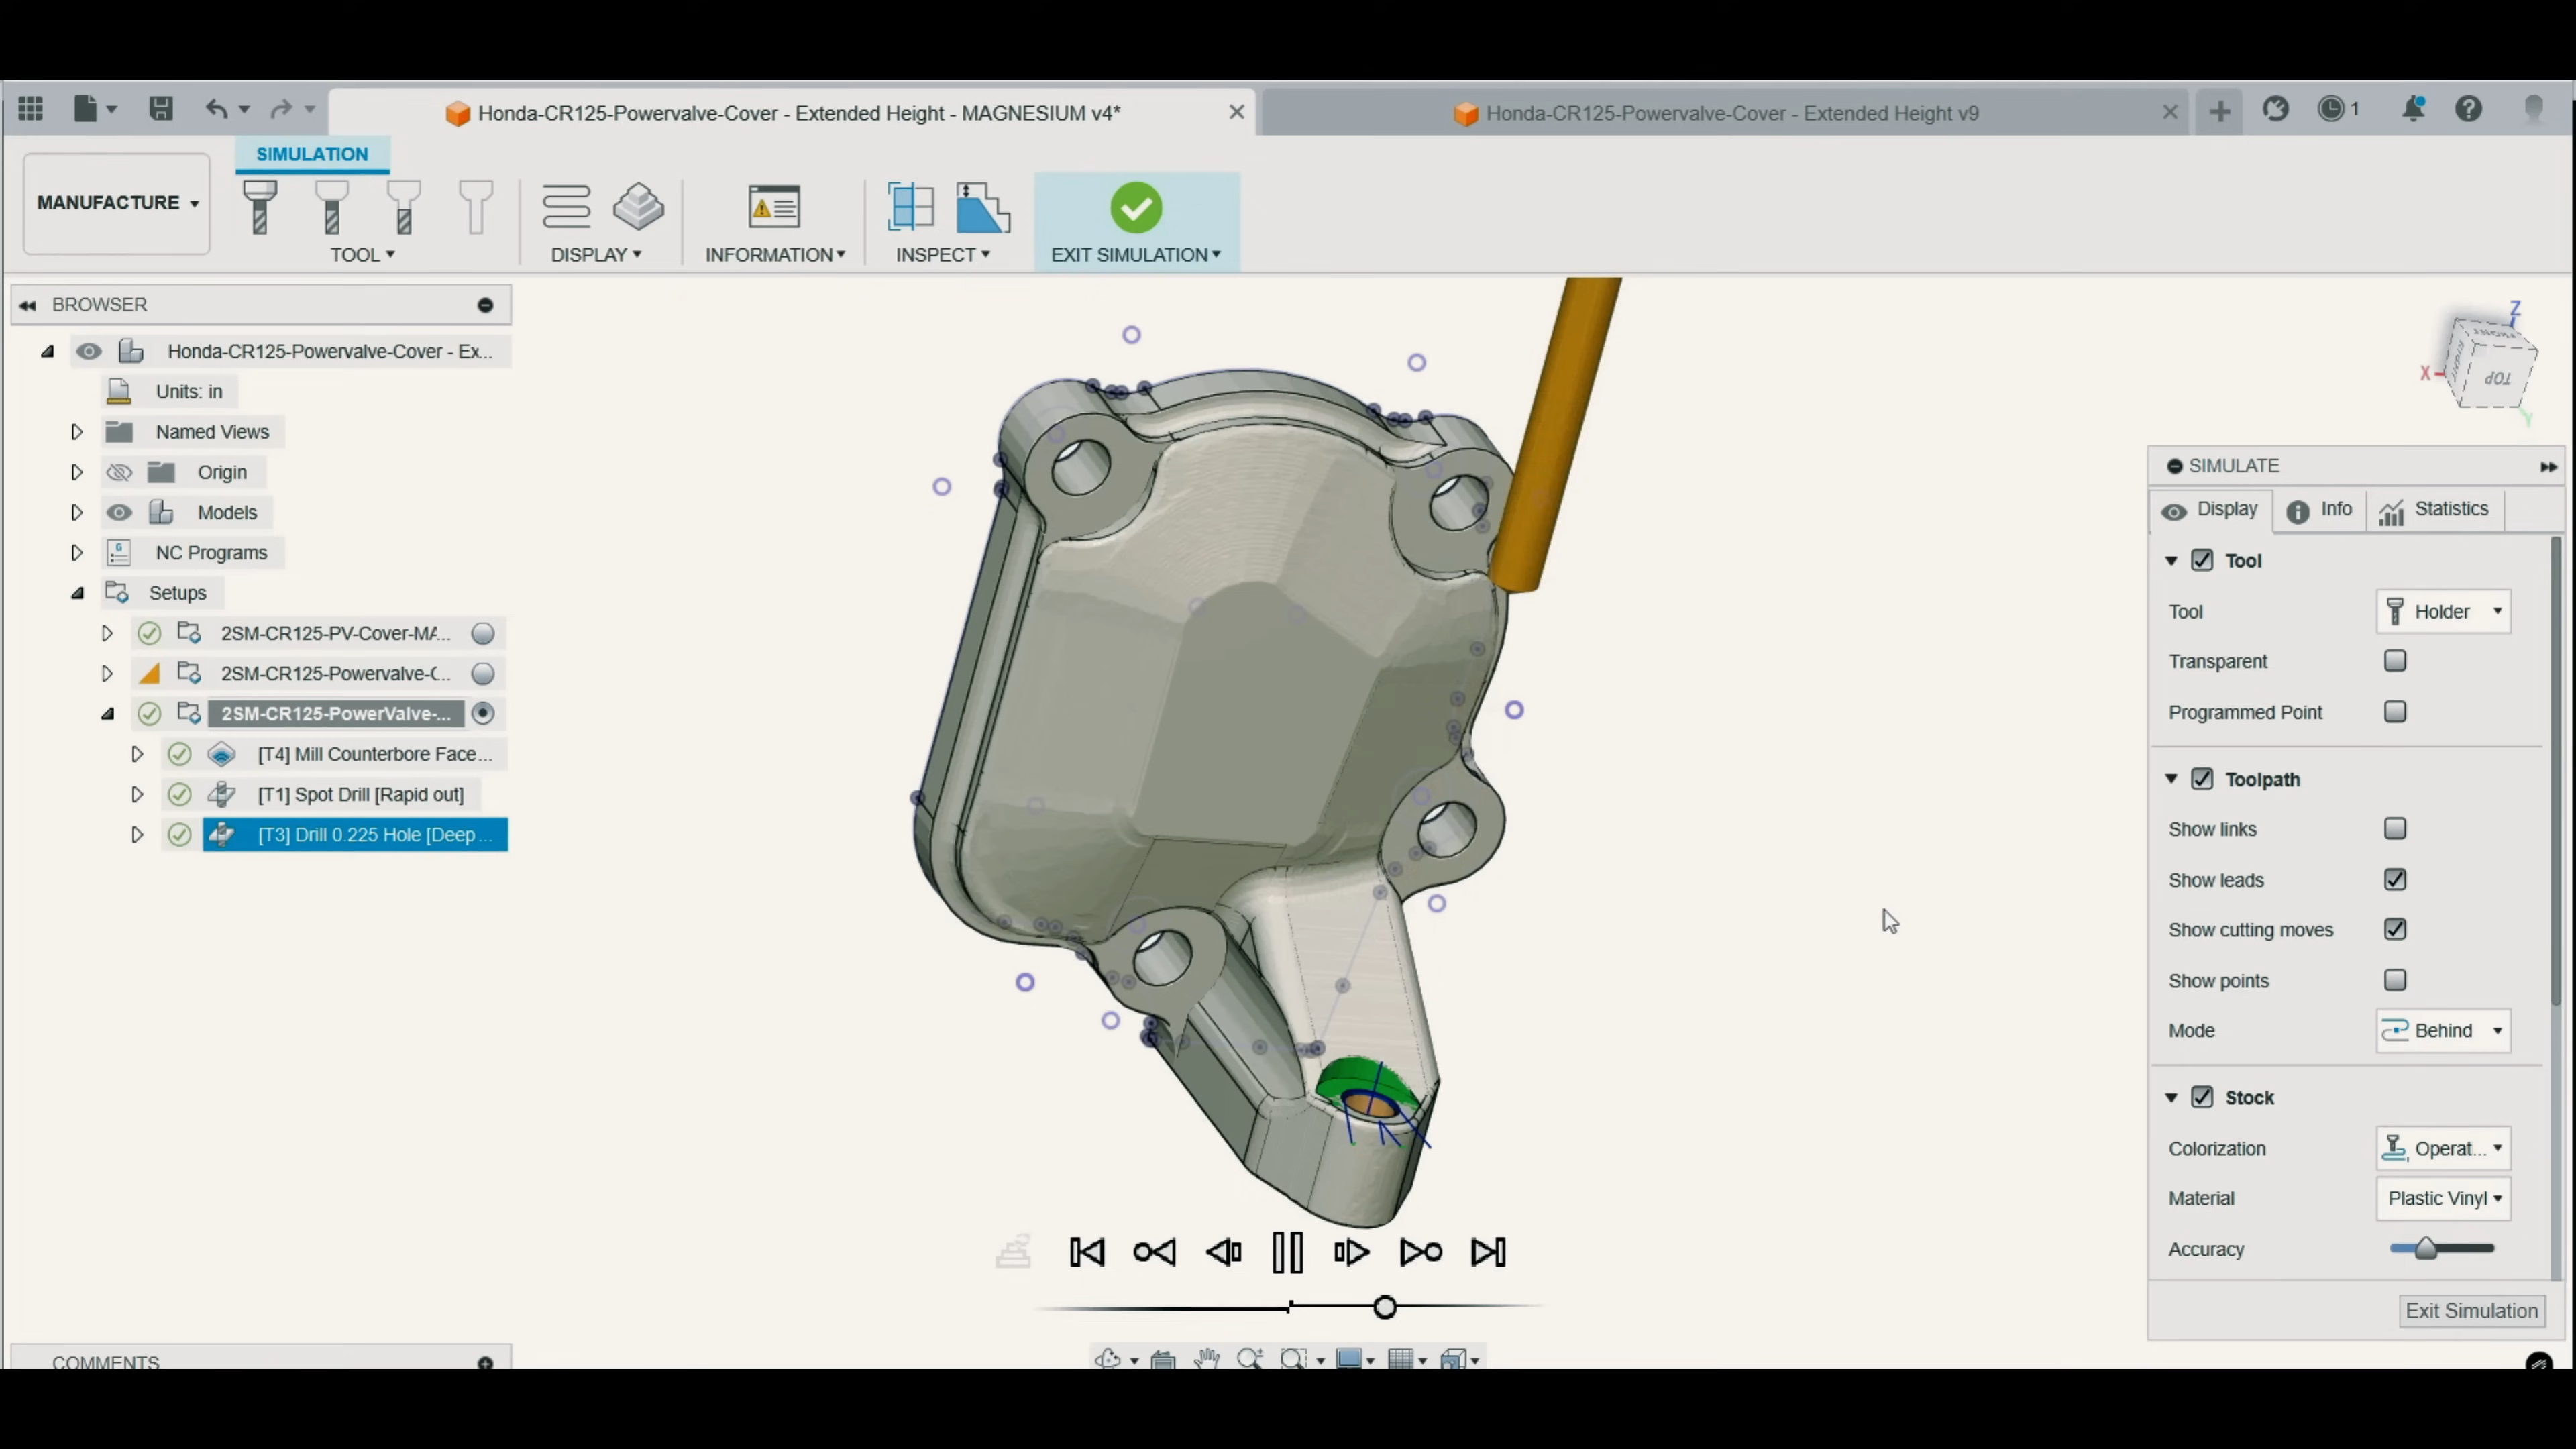 Honda-CR125-Powervalve-Cover - Extended Height - MAGNESIUM v4*
Honda-CR125-Powervalve-Cover - Extended Height v9
1
SIMULATION
MANUFACTURE
TOOL
DISPLAY
INFORMATION
INSPECT
EXIT SIMULATION
BROWSER
Honda-CR125-Powervalve-Cover - Ex...
Units: in
Named Views
Origin
Models
NC Programs
Setups
2SM-CR125-PV-Cover-MA...
2SM-CR125-Powervalve-C...
2SM-CR125-PowerValve-...
[T4] Mill Counterbore Face...
[T1] Spot Drill [Rapid out]
[T3] Drill 0.225 Hole [Deep ...
Z
X
Y
TOP
FRONT
SIMULATE
Display
Info
Statistics
Tool
Tool
Holder
Transparent
Programmed Point
Toolpath
Show links
Show leads
Show cutting moves
Show points
Mode
Behind
Stock
Colorization
Operat...
Material
Plastic Vinyl
Accuracy
Exit Simulation
COMMENTS